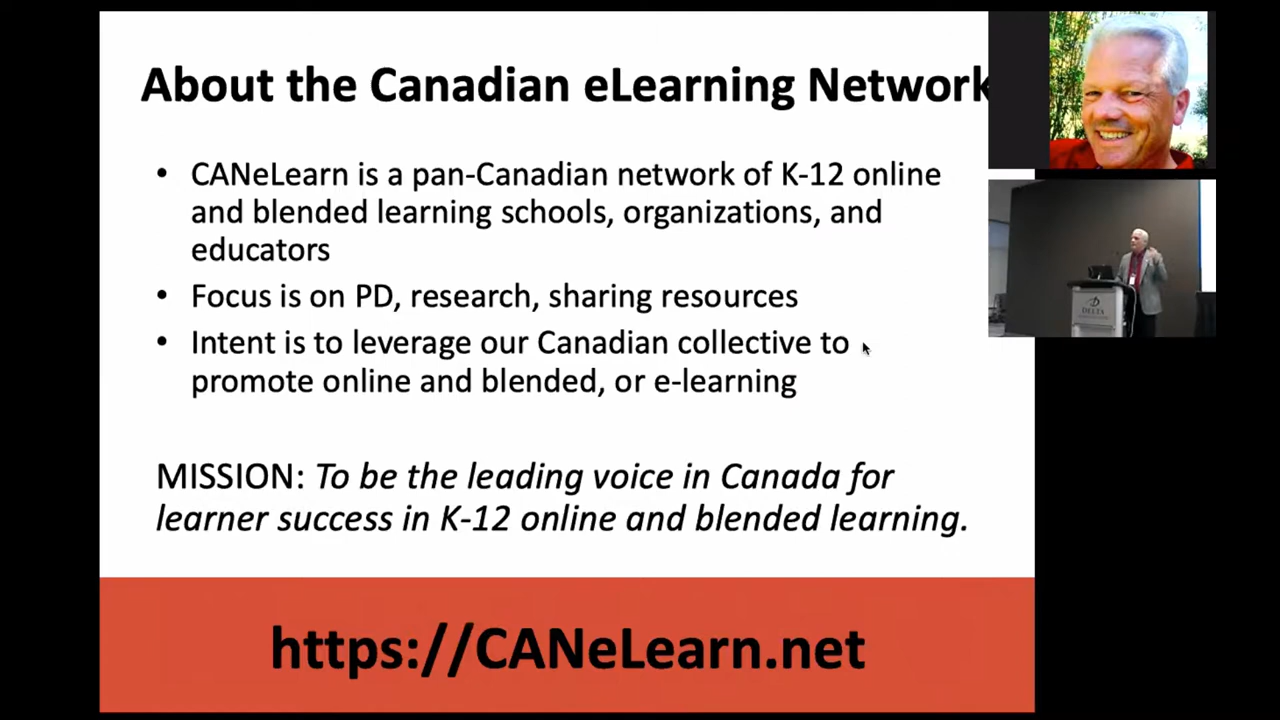 About the Canadian eLearning Network
• CANeLearn is a pan-Canadian network of K-12 online
and blended learning schools, organizations, and
educators
• Focus is on PD, research, sharing resources
• Intent is to leverage our Canadian collective to
promote online and blended, or e-learning
MISSION: To be the leading voice in Canada for
learner success in K-12 online and blended learning.
https://CANeLearn.net
DELTA